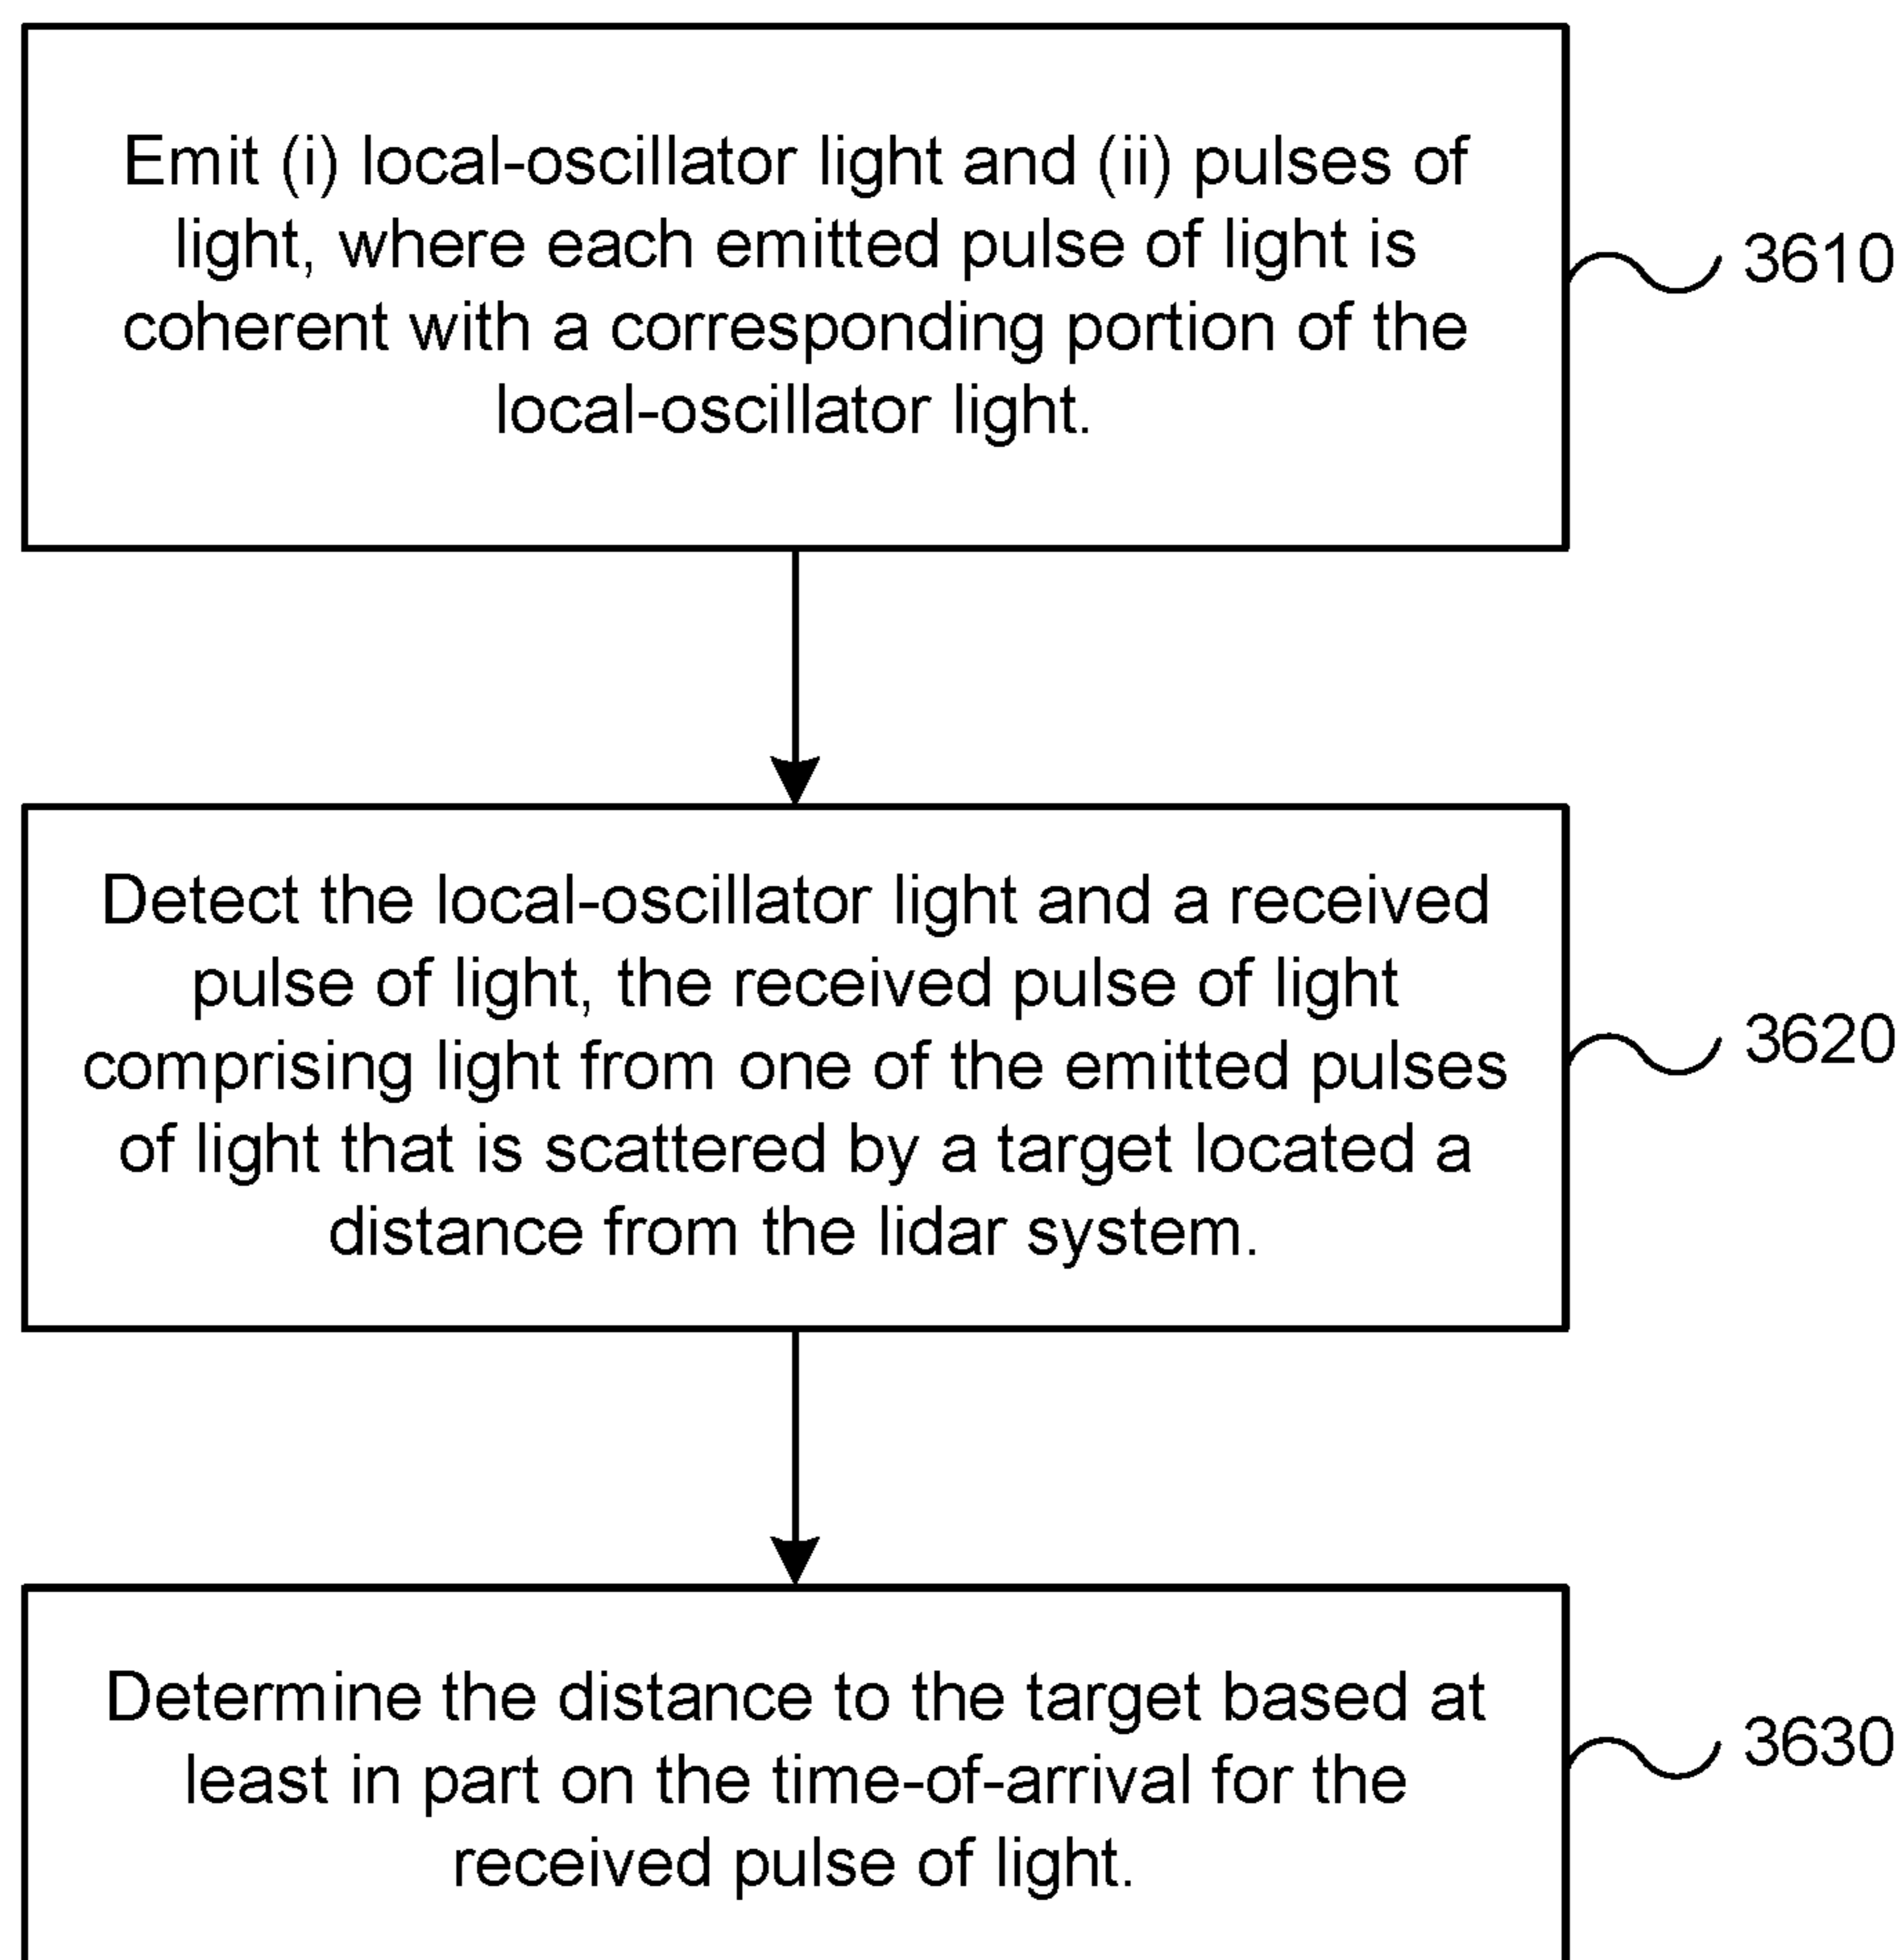 Emit (i) local-oscillator light and (ii) pulses of
light, where each emitted pulse of light is
coherent with a corresponding portion of the
local-oscillator light.
3610
Detect the local-oscillator light and a received
pulse of light, the received pulse of light
comprising light from one of the emitted pulses
of light that is scattered by a target located a
distance from the lidar system.
3620
Determine the distance to the target based at
least in part on the time-of-arrival for the
received pulse of light.
3630